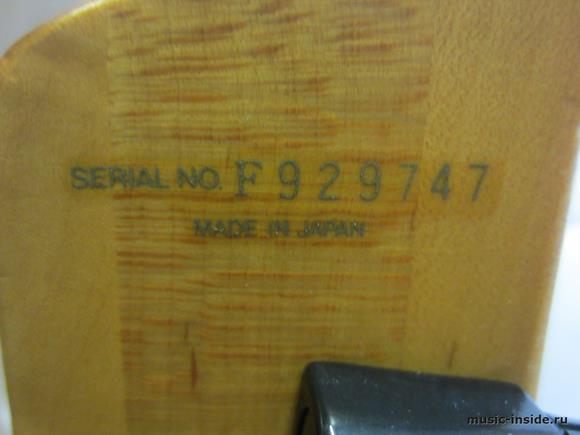 SERIAL NO. F929747
MADE IN JAPAN
music-inside.ru